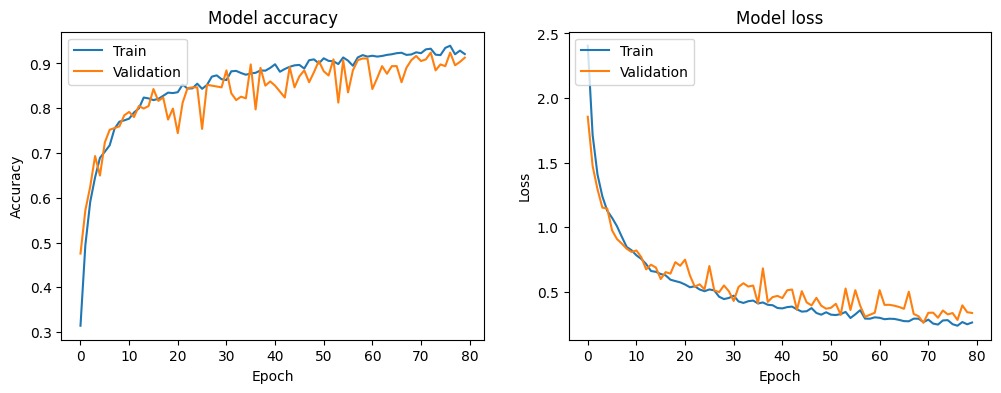 Model accuracy
Train
Validation
0.9
0.8
0.7
0.6
0.5
0.4
0.3
Accuracy
0 10 20 30 40 50 60 70 80
Epoch
Model loss
Train
Validation
2.5
2.0
1.5
1.0
0.5
Loss
0 10 20 30 40 50 60 70 80
Epoch